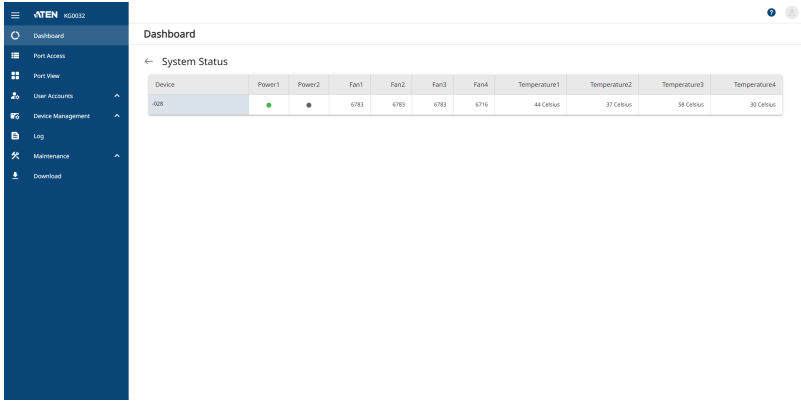 ATEN KG0032
Dashboard
Port Access
Port View
User Accounts
Device Management
Log
Maintenance
Download
?
Dashboard
← System Status
Device Power1 Power2 Fan1 Fan2 Fan3 Fan4 Temperature1 Temperature2 Temperature3 Temperature4
-028 6783 6783 6783 6716 44 Celsius 37 Celsius 58 Celsius 30 Celsius